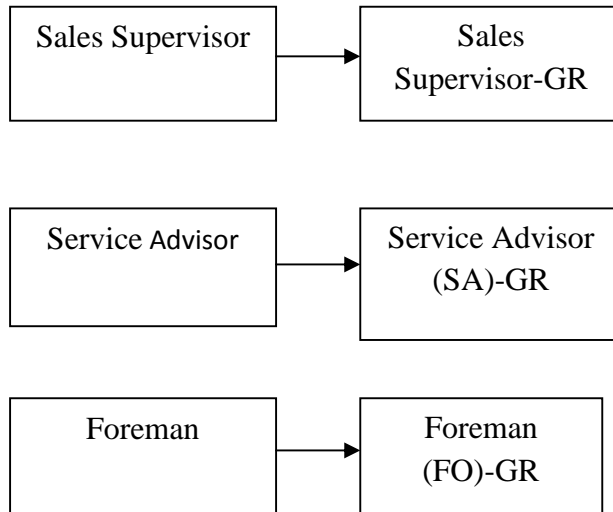 Sales Supervisor
Sales
Supervisor-GR
Service Advisor
Service Advisor
(SA)-GR
Foreman
Foreman
(FO)-GR